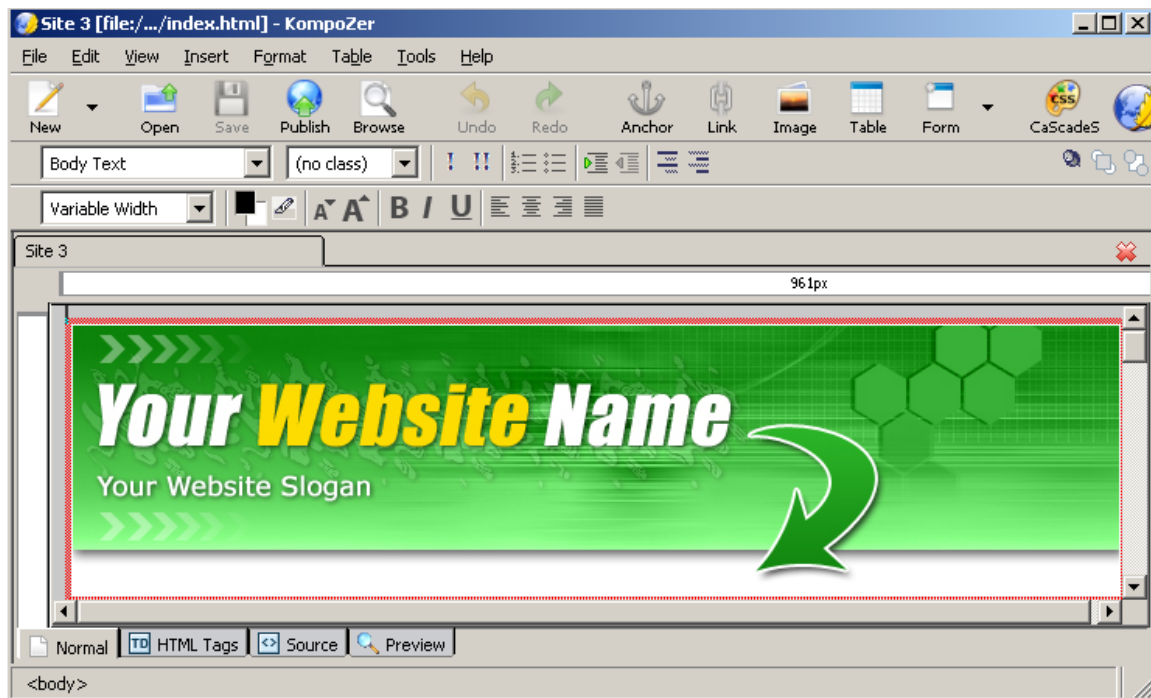 Site 3 [file:/.../index.html] - KompoZer
File Edit View Insert Format Table Tools Help
New Open Save Publish Browse Undo Redo Anchor Link Image Table Form CaScadeS
Body Text (no class) ! !!
Variable Width A A B I U
Site 3
961px
Your Website Name
Your Website Slogan
Normal TD HTML Tags Source Preview
<body>